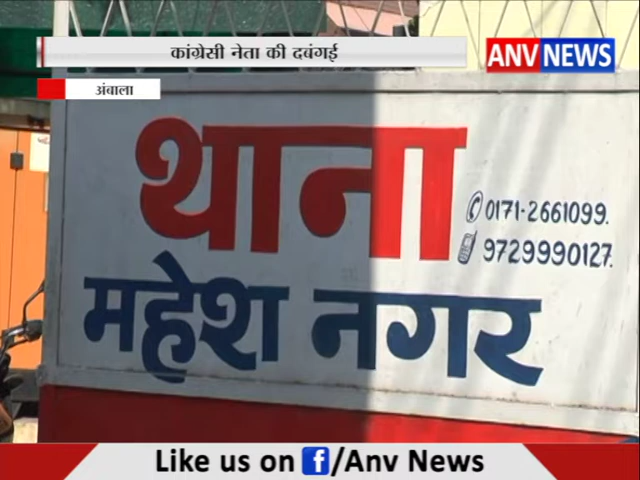 कांग्रेसी नेता की दबंगई
ANV NEWS
अंबाला
थाना
0171-2661099.
9729990127.
महेश नगर
Like us on f/Anv News